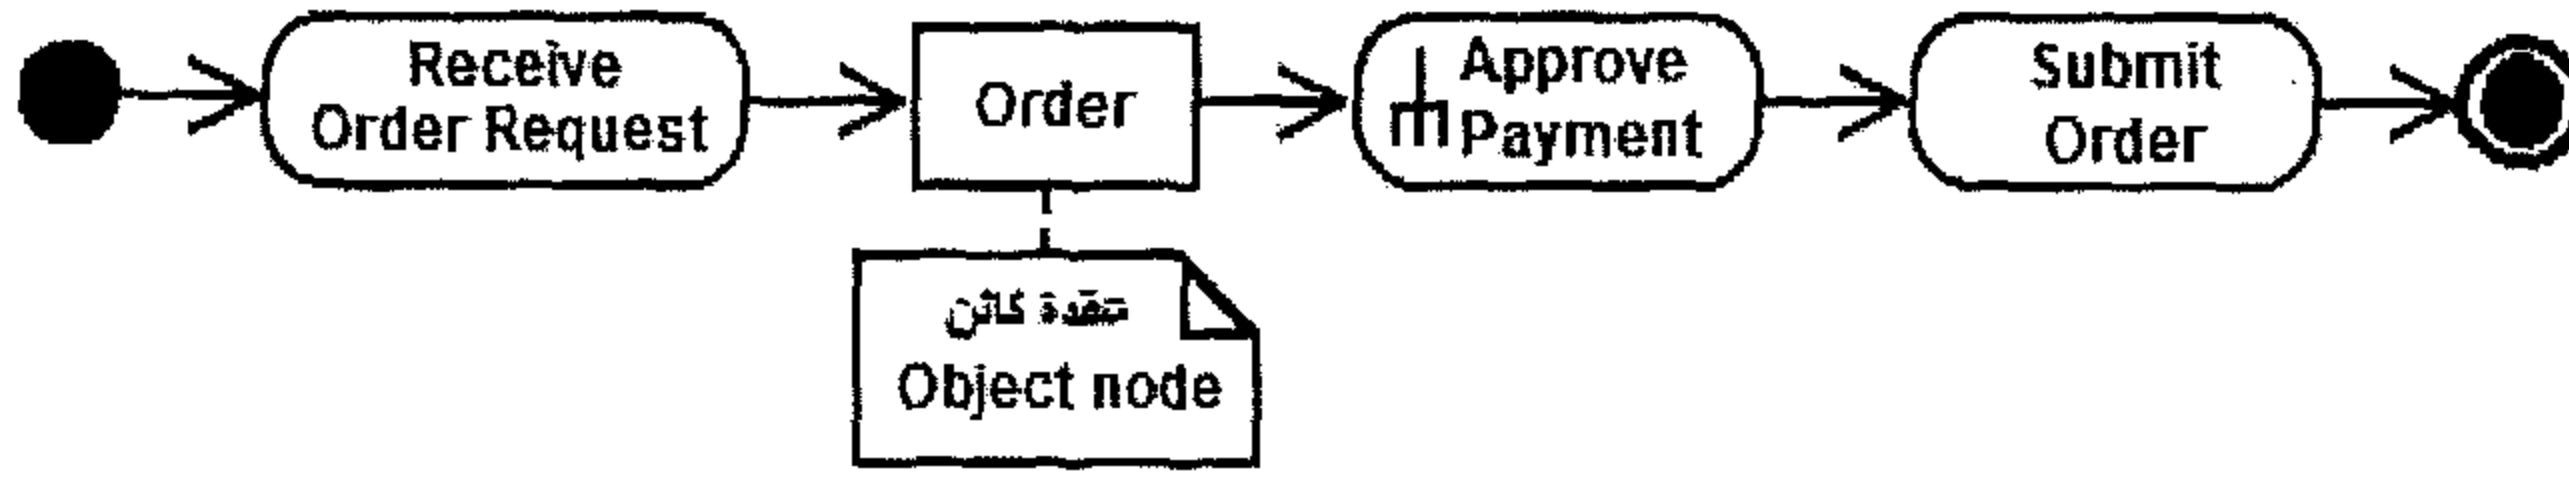 Receive
Order Request
Order
Approve
Payment
Submit
Order
عقدة كائن
Object node